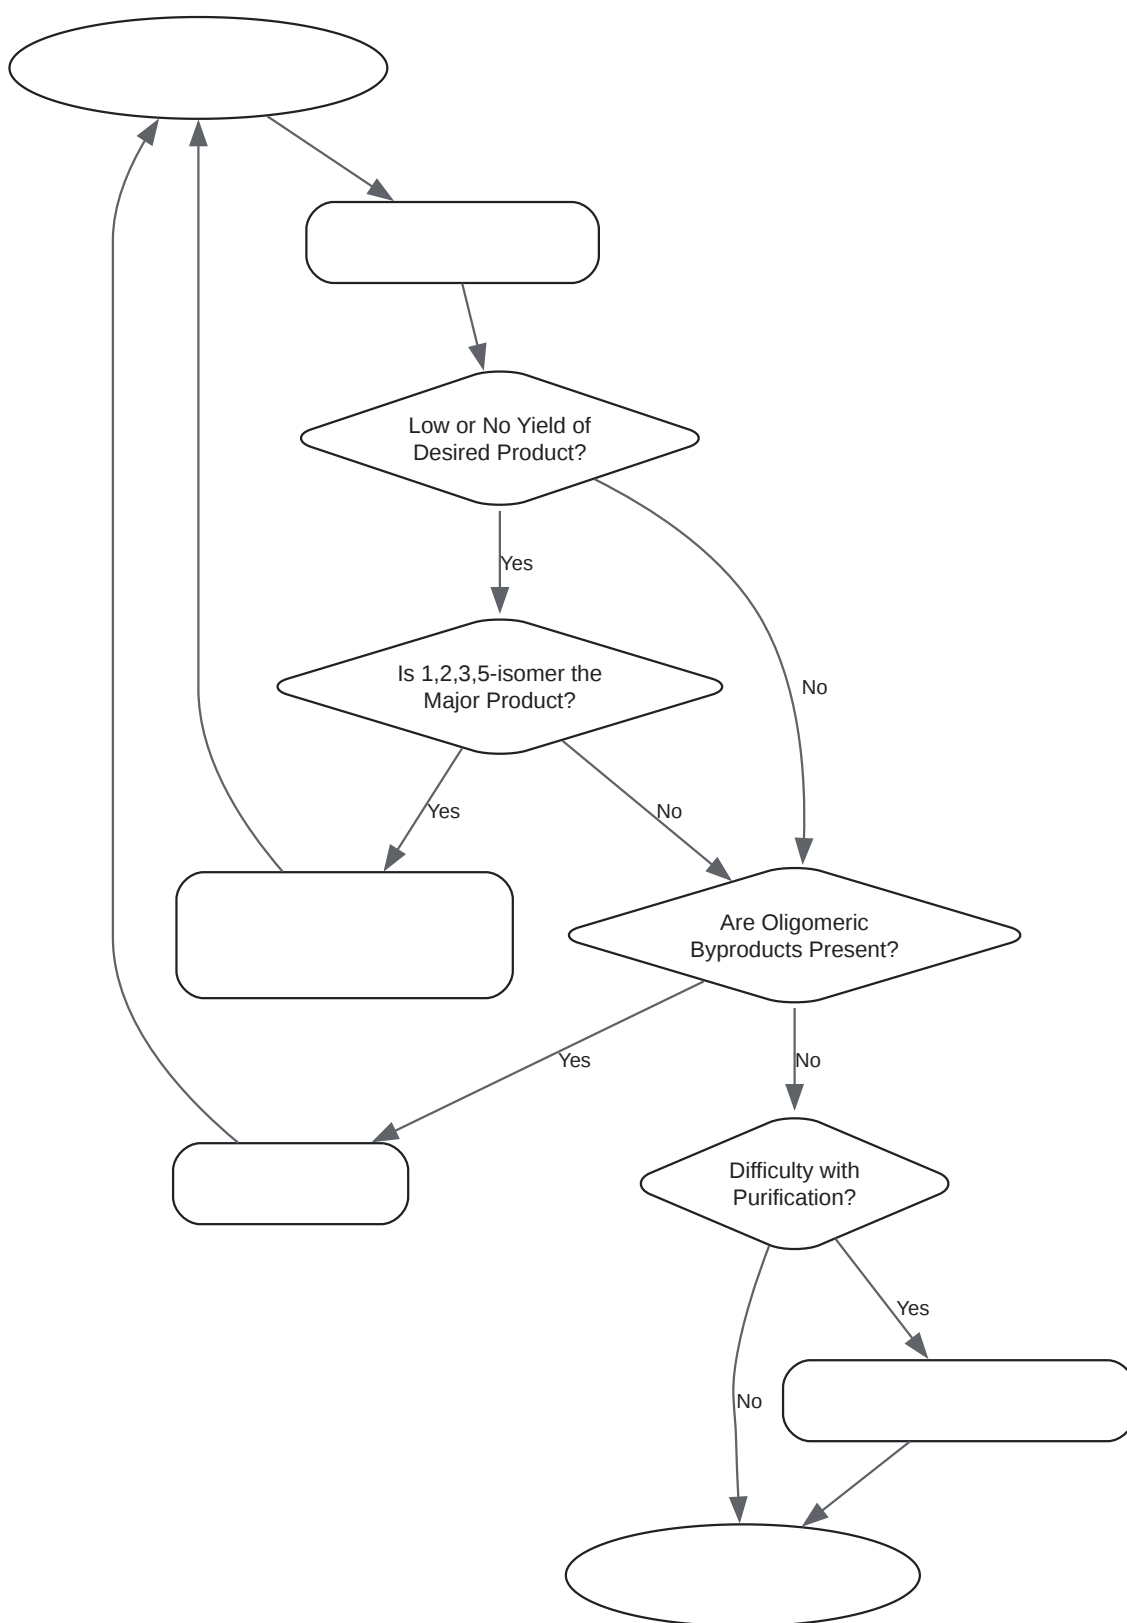 Low or No Yield of
Desired Product?
Yes
Is 1,2,3,5-isomer the
Major Product?
No
Yes
No
Are Oligomeric
Byproducts Present?
Yes
No
Difficulty with
Purification?
Yes
No